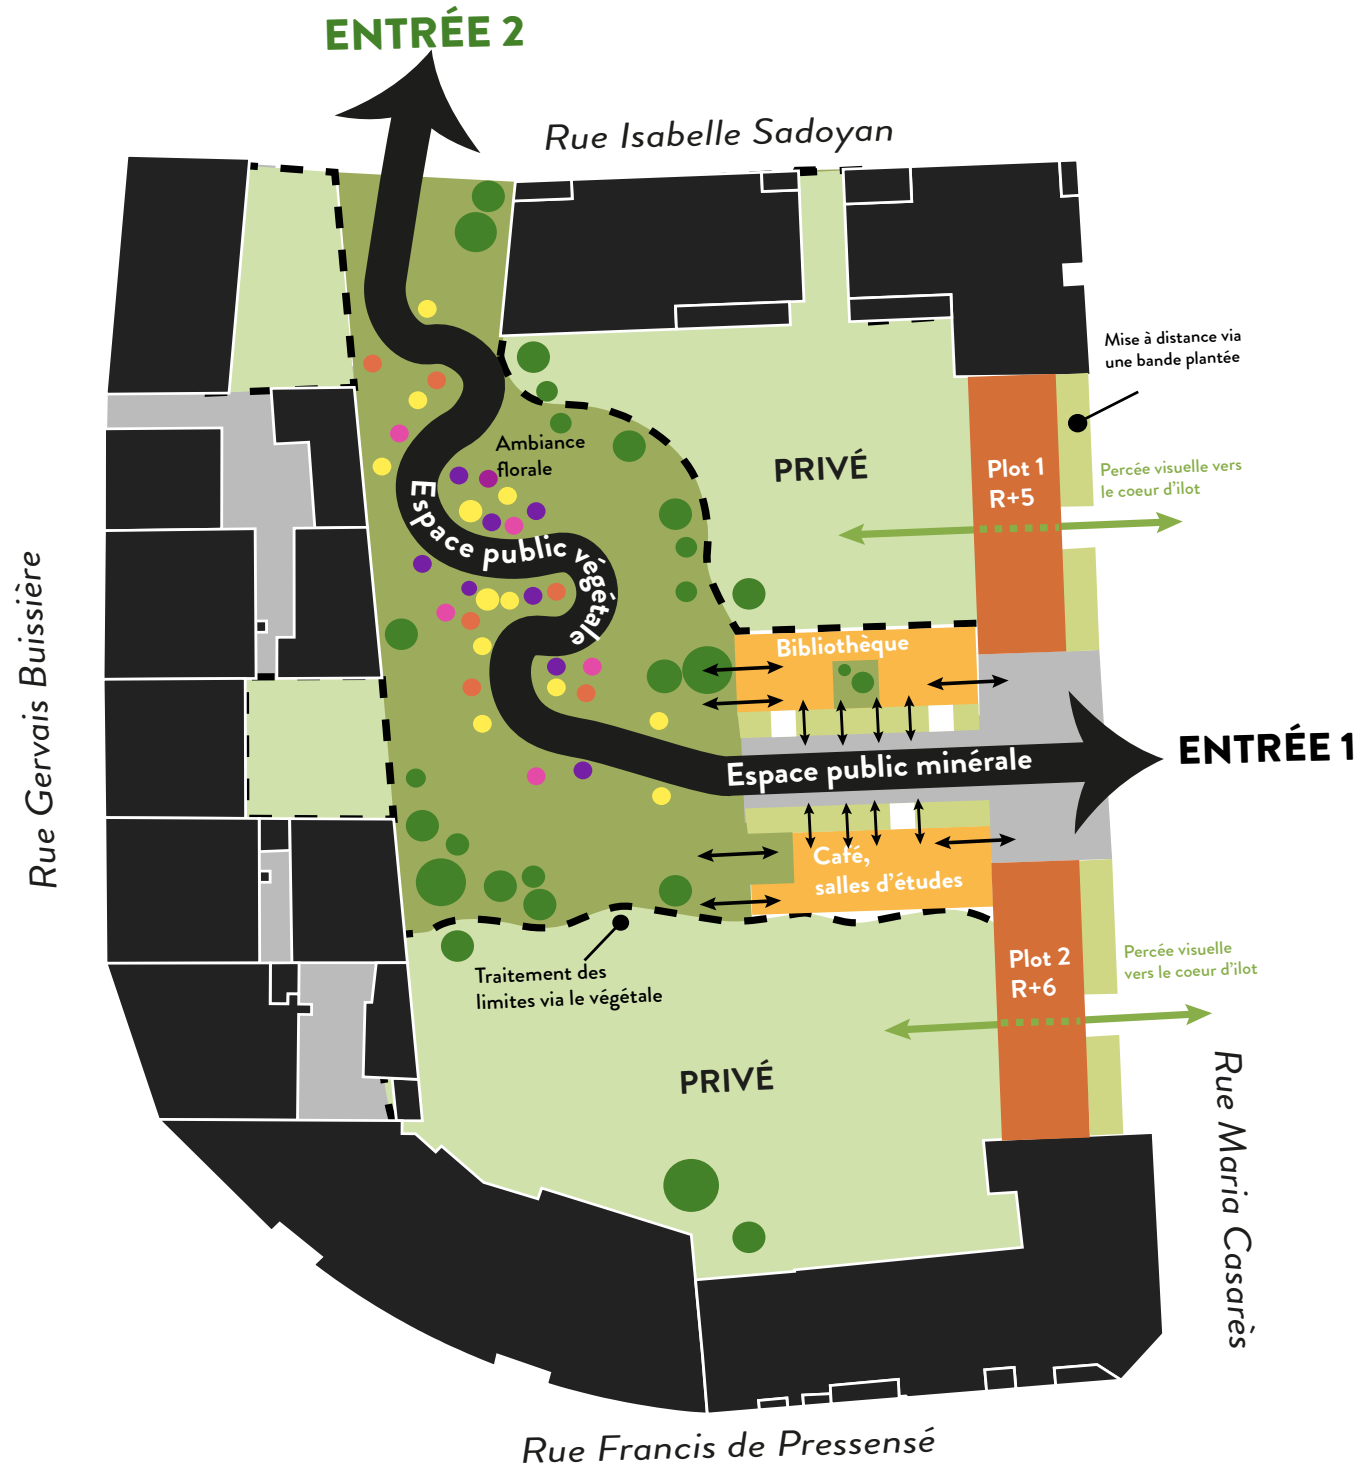 ENTRÉE 2
Rue Isabelle Sadoyan
Mise à distance via
une bande plantée
Ambiance
florale
PRIVÉ
Plot 1
R+5
Percée visuelle vers
le coeur d'ilot
Espace public végétale
Rue Gervais Buissière
Bibliothèque
ENTRÉE 1
Espace public minérale
Café,
salles d'études
Plot 2
R+6
Percée visuelle
vers le coeur d'ilot
Traitement des
limites via le végétale
PRIVÉ
Rue Maria Casarès
Rue Francis de Pressensé